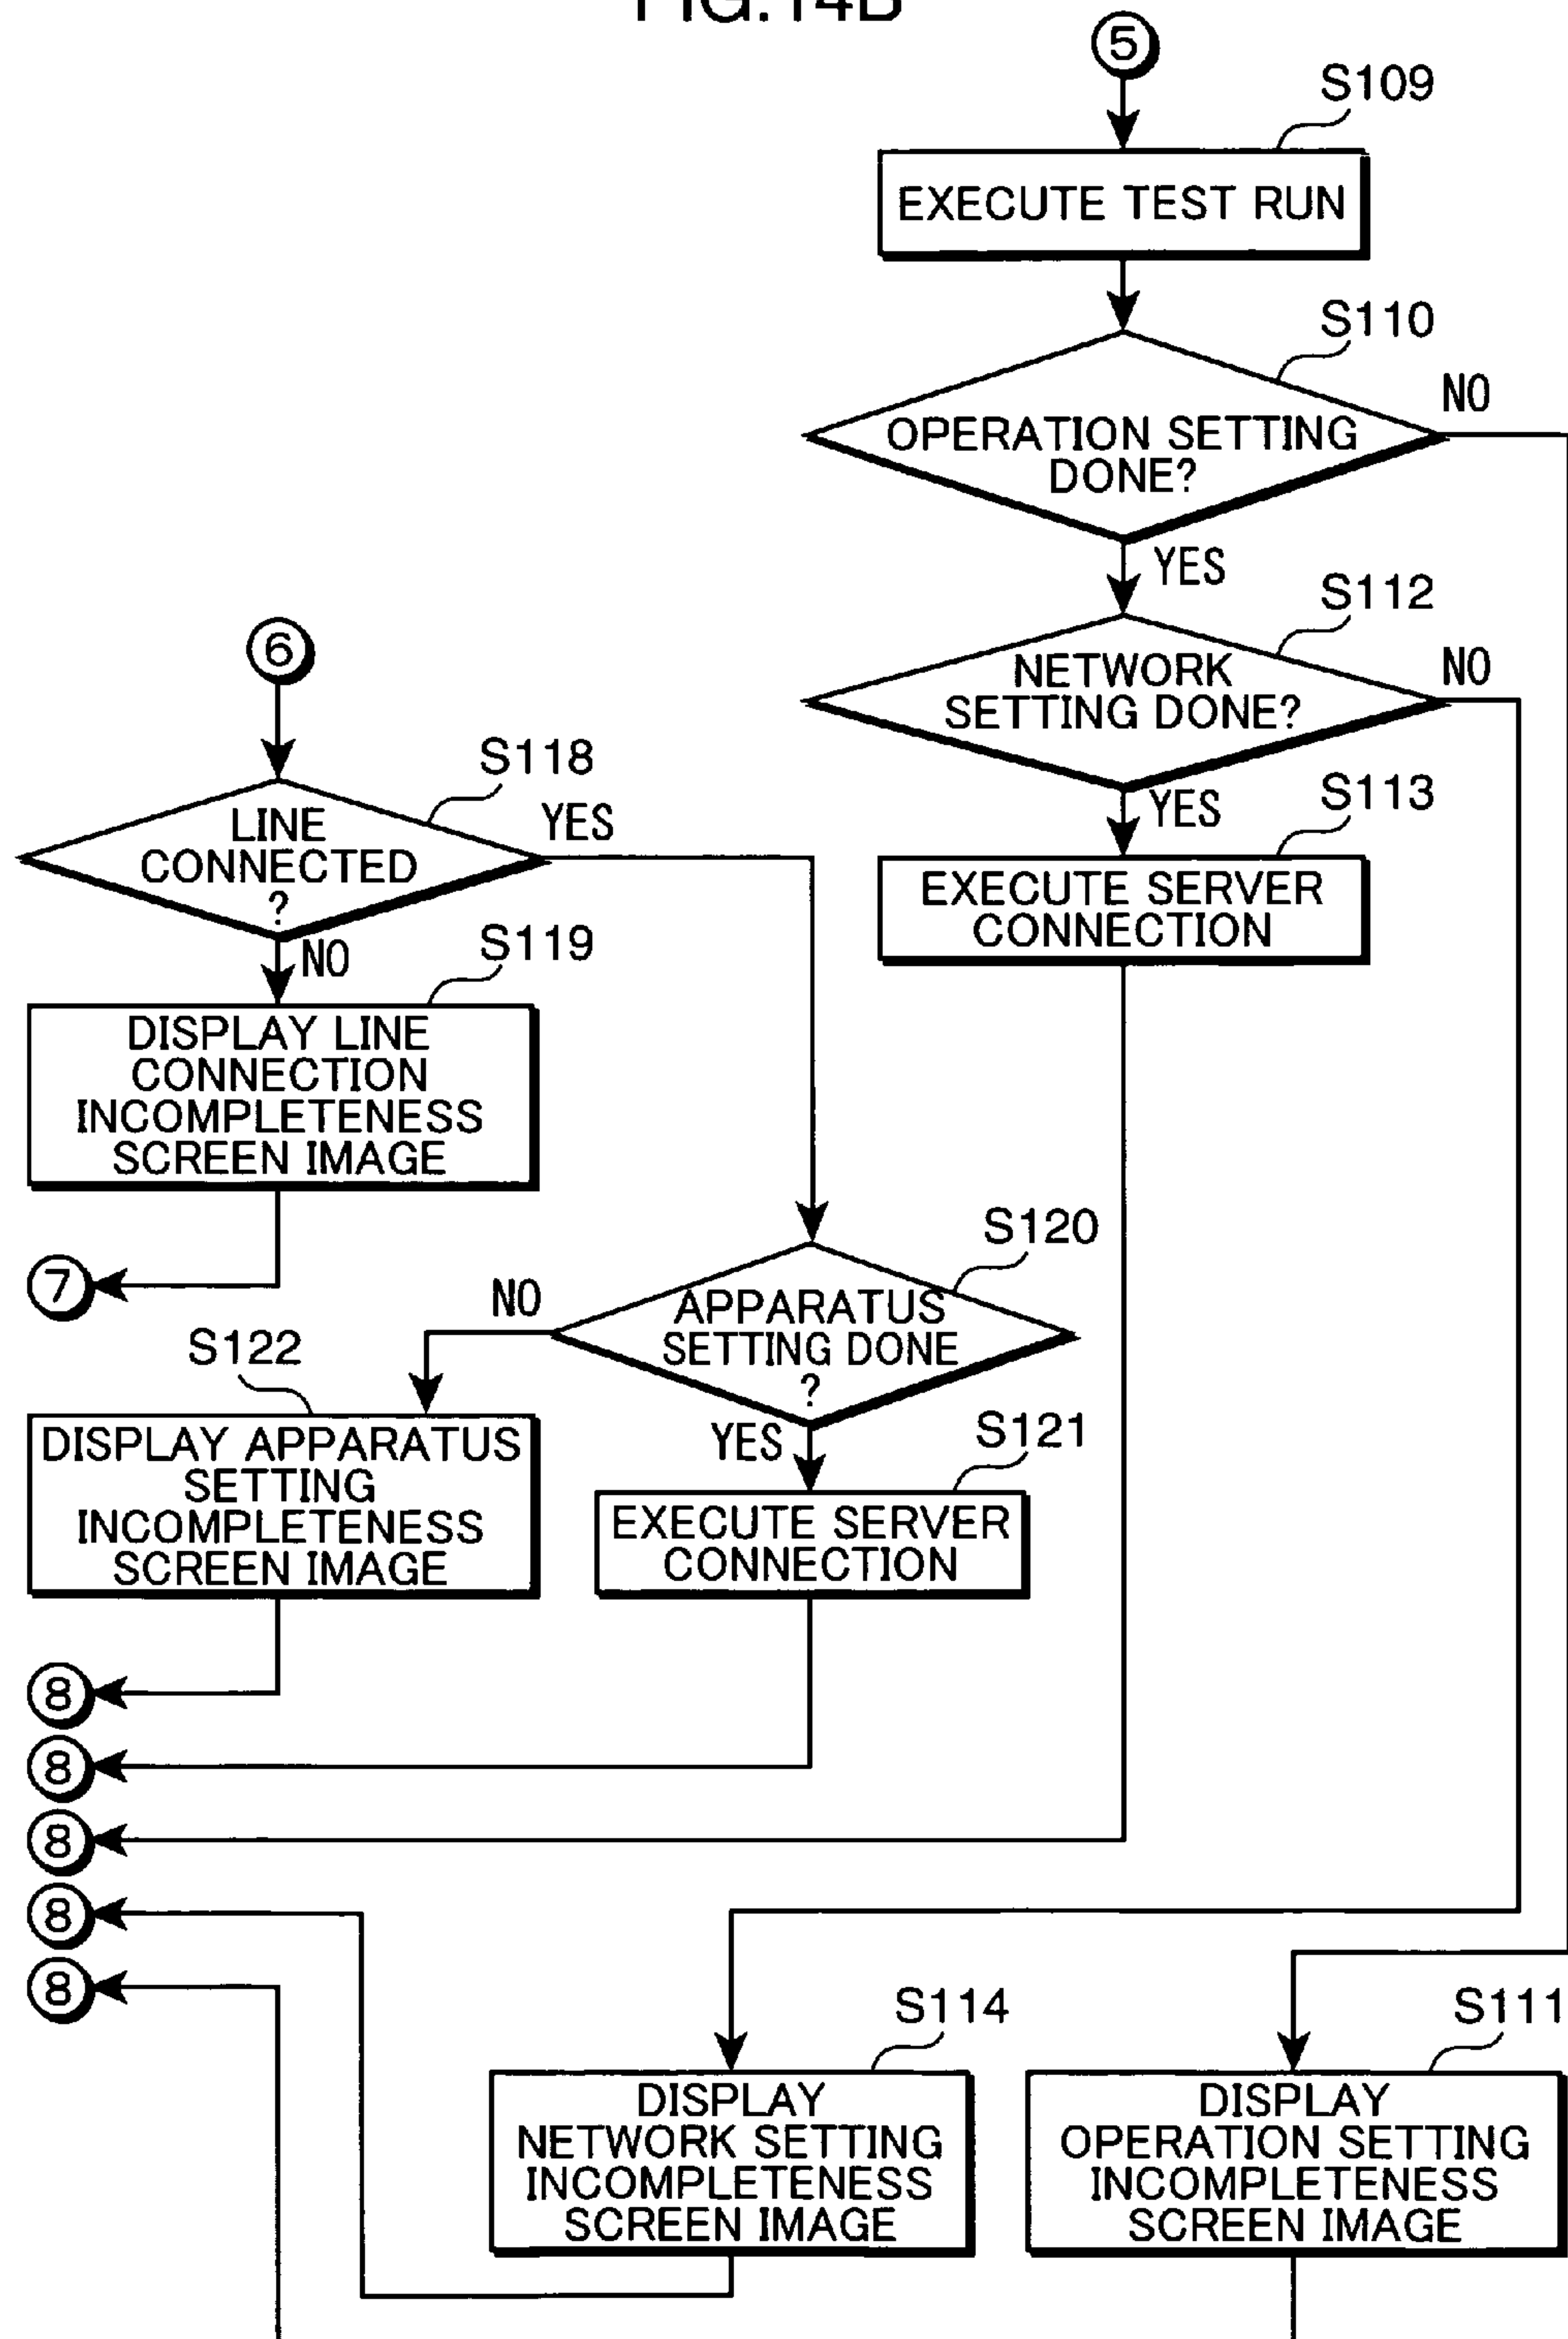 FIG.14B
5
S109
EXECUTE TEST RUN
S110
NO
OPERATION SETTING
DONE?
YES
S112
NO
NETWORK
SETTING DONE?
YES
S113
EXECUTE SERVER
CONNECTION
6
S118
YES
LINE
CONNECTED
?
NO
S119
DISPLAY LINE
CONNECTION
INCOMPLETENESS
SCREEN IMAGE
7
S120
NO
APPARATUS
SETTING DONE
?
YES
S122
DISPLAY APPARATUS
SETTING
INCOMPLETENESS
SCREEN IMAGE
S121
EXECUTE SERVER
CONNECTION
8
8
8
8
8
S114
DISPLAY
NETWORK SETTING
INCOMPLETENESS
SCREEN IMAGE
S111
DISPLAY
OPERATION SETTING
INCOMPLETENESS
SCREEN IMAGE